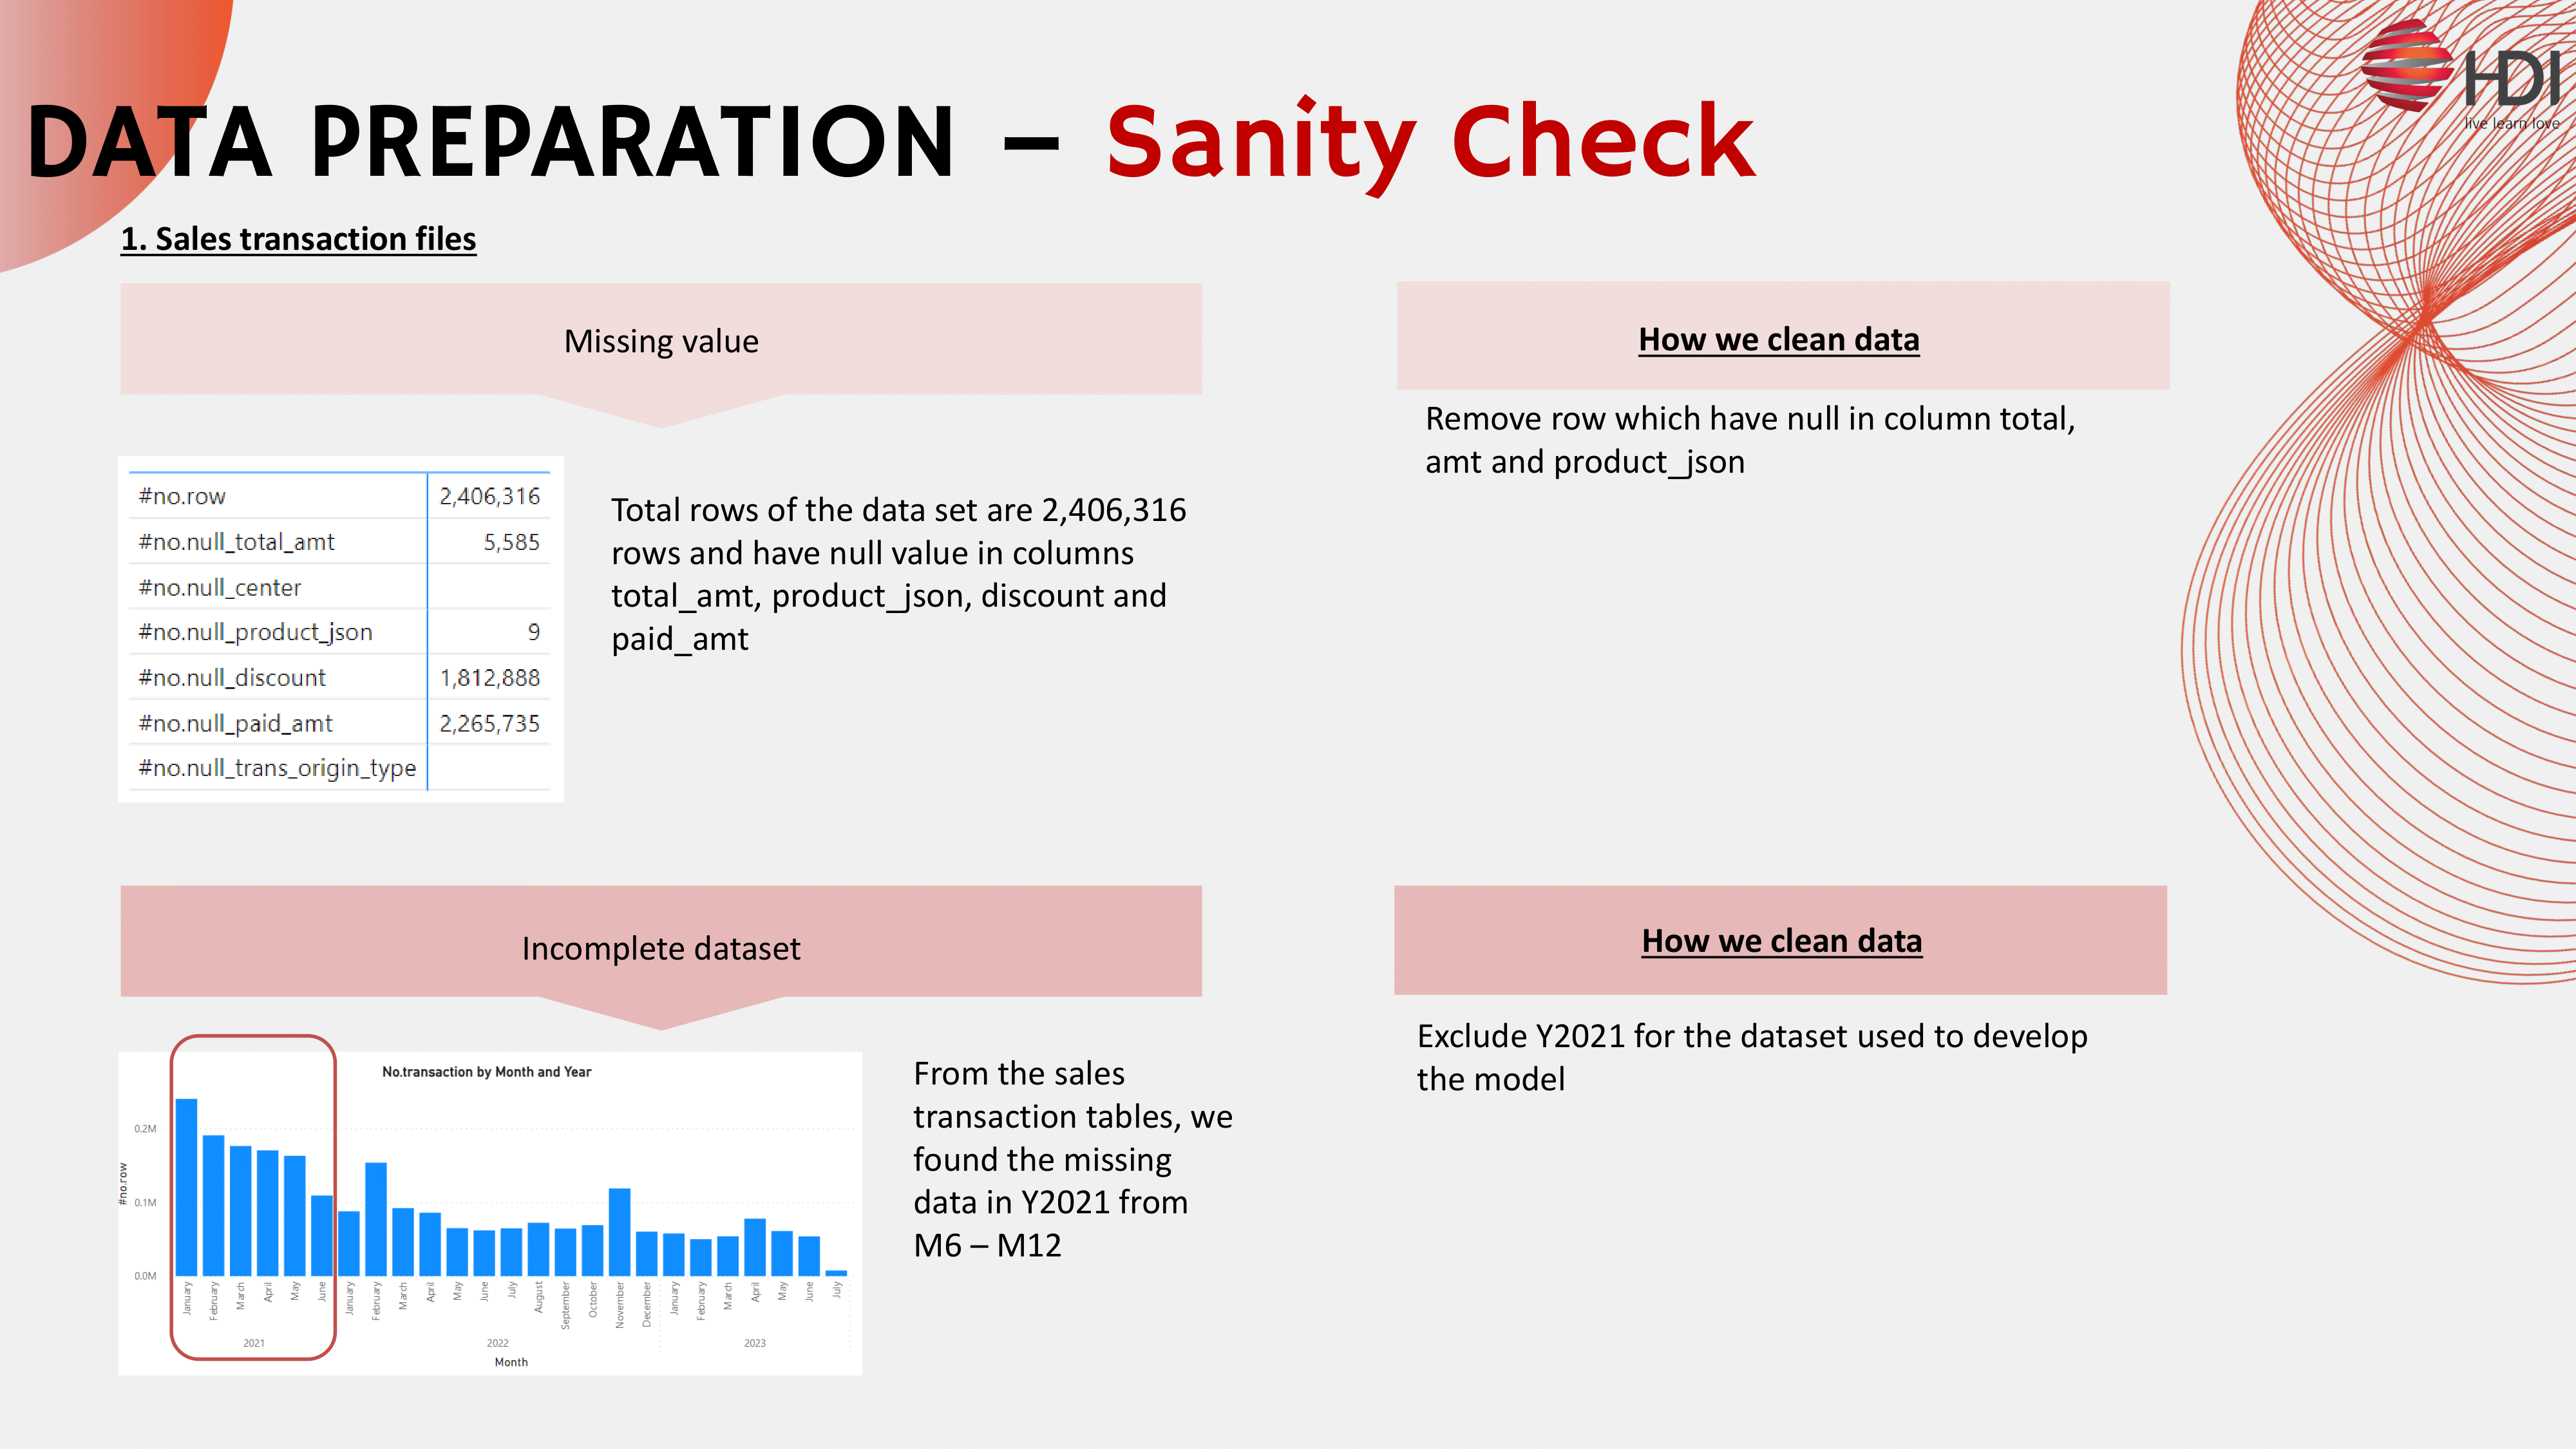 HDI
live learn love
DATA PREPARATION – Sanity Check
1. Sales transaction files
Missing value
#no.row 2,406,316
#no.null_total_amt 5,585
#no.null_center
#no.null_product_json 9
#no.null_discount 1,812,888
#no.null_paid_amt 2,265,735
#no.null_trans_origin_type
Total rows of the data set are 2,406,316
rows and have null value in columns
total_amt, product_json, discount and
paid_amt
How we clean data
Remove row which have null in column total,
amt and product_json
Incomplete dataset
No.transaction by Month and Year
#no.row
0.2M
0.1M
0.0M
January February March April May June January February March April May June July August September October November December January February March April May June July
2021 2022 2023
Month
From the sales
transaction tables, we
found the missing
data in Y2021 from
M6 – M12
How we clean data
Exclude Y2021 for the dataset used to develop
the model